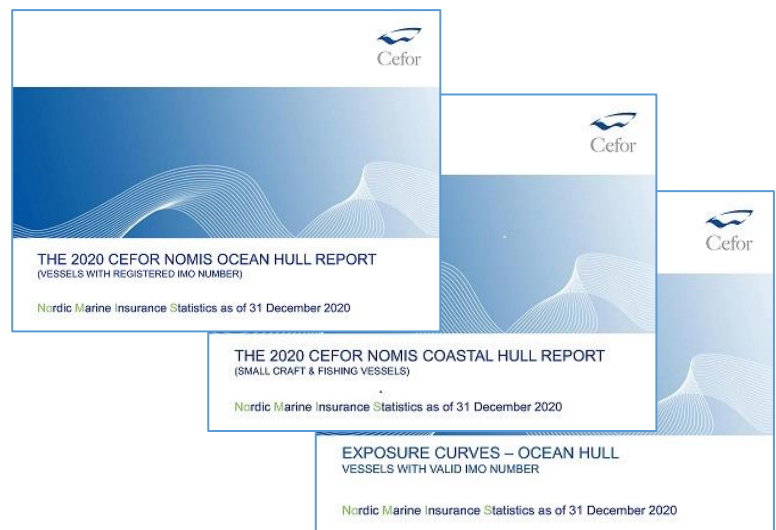 Cefor
THE 2020 CEFOR NOMIS OCEAN HULL REPORT
(VESSELS WITH REGISTERED IMO NUMBER)
Nordic Marine Insurance Statistics as of 31 December 2020
Cefor
THE 2020 CEFOR NOMIS COASTAL HULL REPORT
(SMALL CRAFT & FISHING VESSELS)
Nordic Marine Insurance Statistics as of 31 December 2020
Cefor
EXPOSURE CURVES – OCEAN HULL
VESSELS WITH VALID IMO NUMBER
Nordic Marine Insurance Statistics as of 31 December 2020